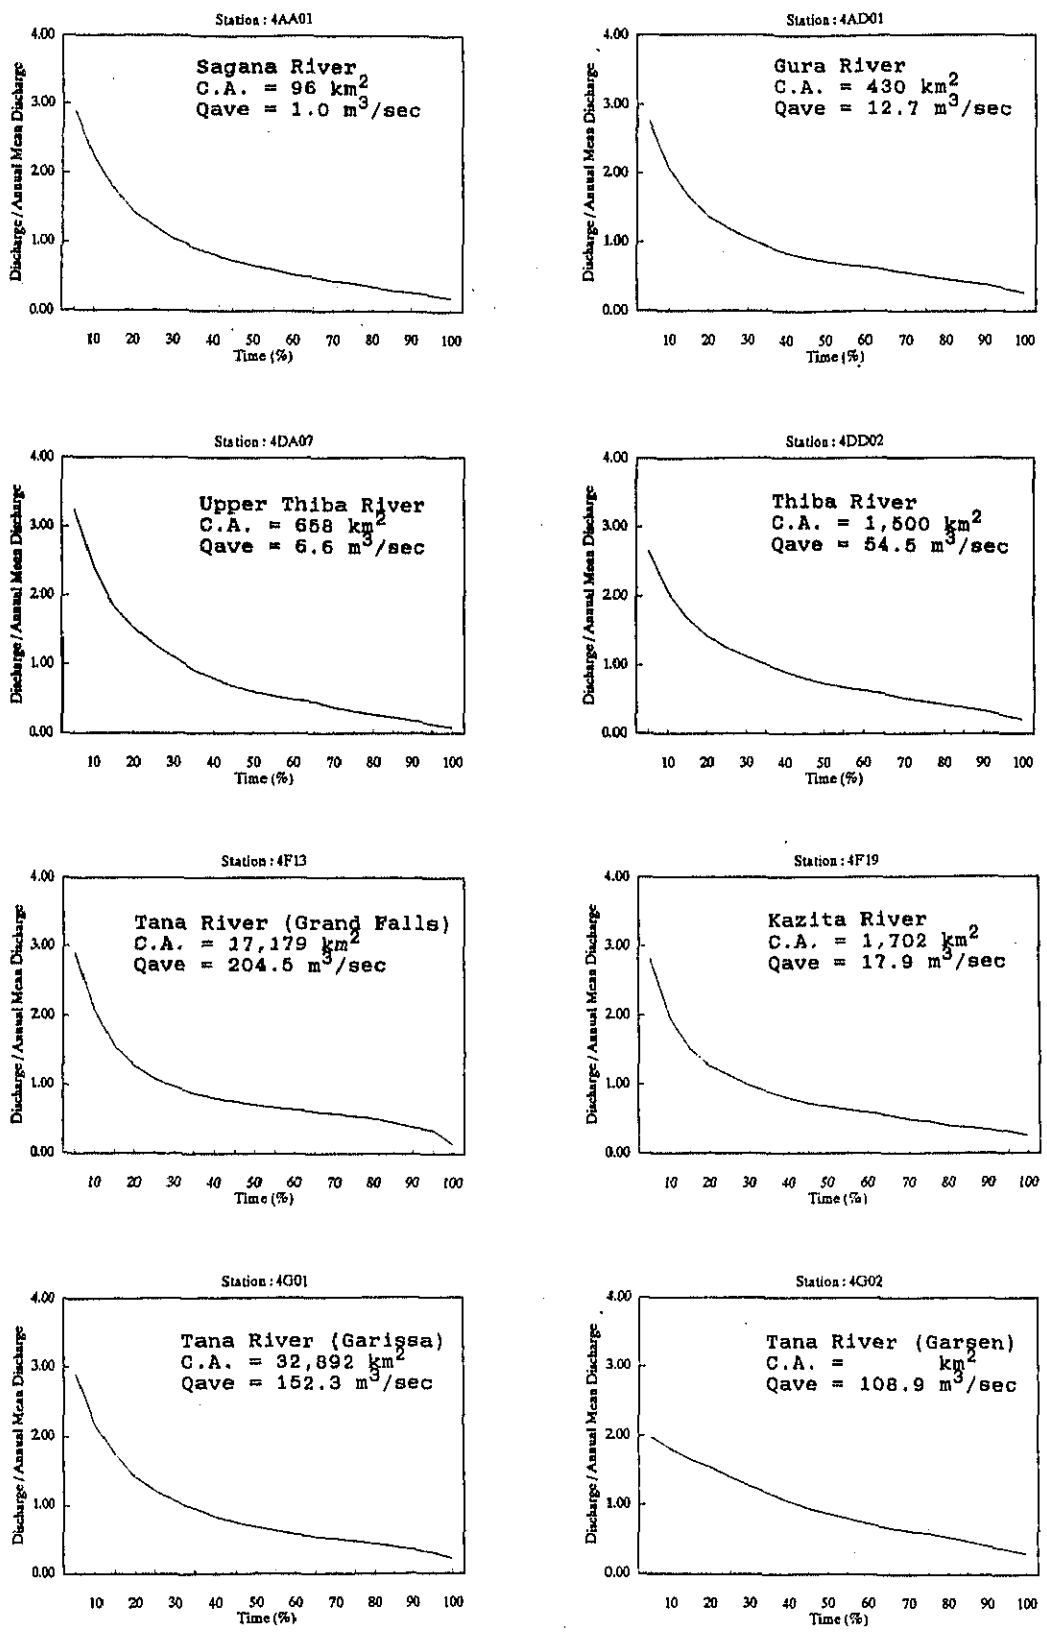 Station : 4AA01
Discharge / Annual Mean Discharge
4.00
3.00
2.00
1.00
0.00
Sagana River
C.A. = 96 km²
Qave = 1.0 m³/sec
10 20 30 40 50 60 70 80 90 100
Time (%)
Station : 4AD01
Discharge / Annual Mean Discharge
4.00
3.00
2.00
1.00
0.00
Gura River
C.A. = 430 km²
Qave = 12.7 m³/sec
10 20 30 40 50 60 70 80 90 100
Time (%)
Station : 4DA07
Discharge / Annual Mean Discharge
4.00
3.00
2.00
1.00
0.00
Upper Thiba River
C.A. = 658 km²
Qave = 6.6 m³/sec
10 20 30 40 50 60 70 80 90 100
Time (%)
Station : 4DD02
Discharge / Annual Mean Discharge
4.00
3.00
2.00
1.00
0.00
Thiba River
C.A. = 1,500 km²
Qave = 54.5 m³/sec
10 20 30 40 50 60 70 80 90 100
Time (%)
Station : 4F13
Discharge / Annual Mean Discharge
4.00
3.00
2.00
1.00
0.00
Tana River (Grand Falls)
C.A. = 17,179 km²
Qave = 204.5 m³/sec
10 20 30 40 50 60 70 80 90 100
Time (%)
Station : 4F19
Discharge / Annual Mean Discharge
4.00
3.00
2.00
1.00
0.00
Kazita River
C.A. = 1,702 km²
Qave = 17.9 m³/sec
10 20 30 40 50 60 70 80 90 100
Time (%)
Station : 4G01
Discharge / Annual Mean Discharge
4.00
3.00
2.00
1.00
0.00
Tana River (Garissa)
C.A. = 32,892 km²
Qave = 152.3 m³/sec
10 20 30 40 50 60 70 80 90 100
Time (%)
Station : 4G02
Discharge / Annual Mean Discharge
4.00
3.00
2.00
1.00
0.00
Tana River (Garsen)
C.A. = km²
Qave = 108.9 m³/sec
10 20 30 40 50 60 70 80 90 100
Time (%)